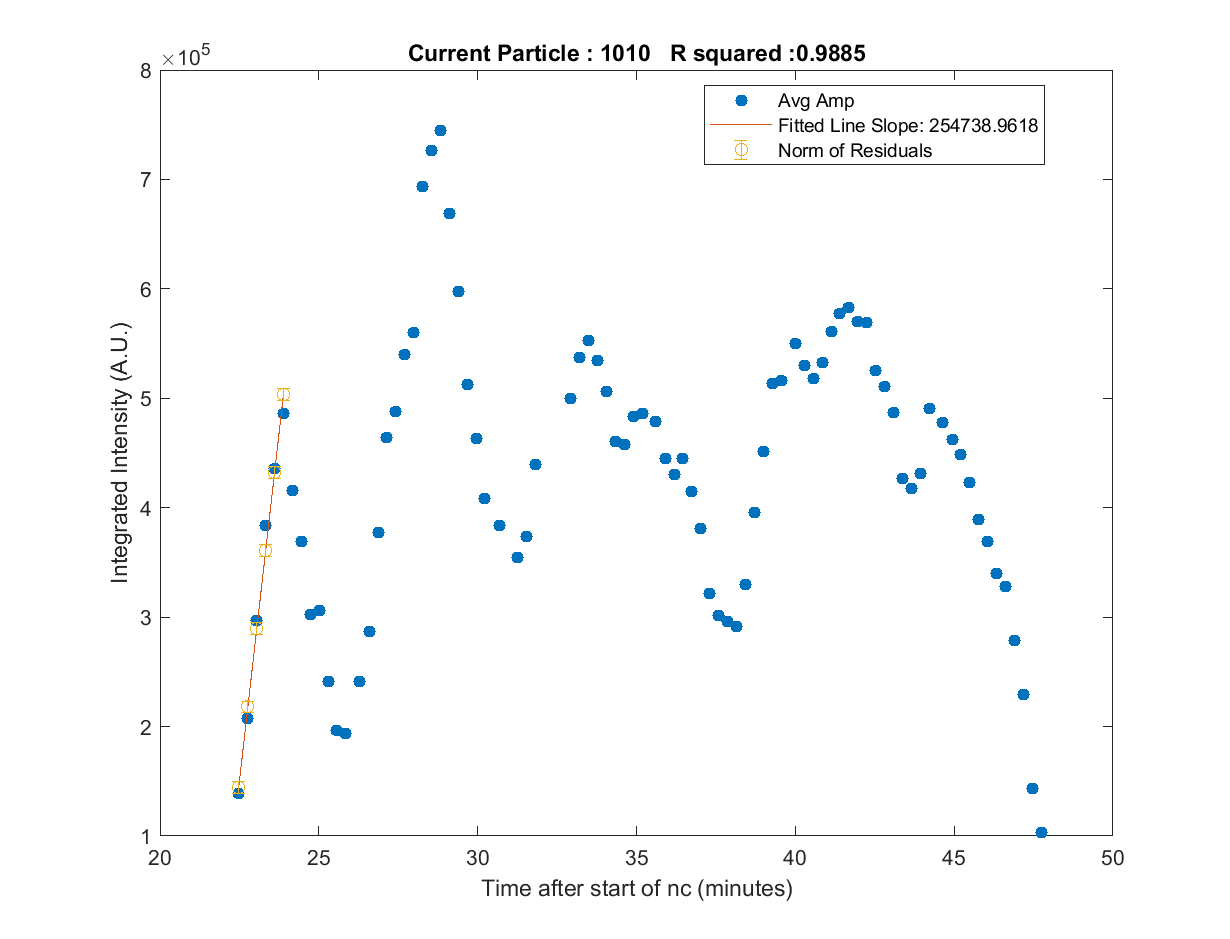 Current Particle : 1010   R squared :0.9885
×10^5
8
7
6
5
4
3
2
1
Integrated Intensity (A.U.)
Avg Amp
Fitted Line Slope: 254738.9618
Norm of Residuals
20 25 30 35 40 45 50
Time after start of nc (minutes)